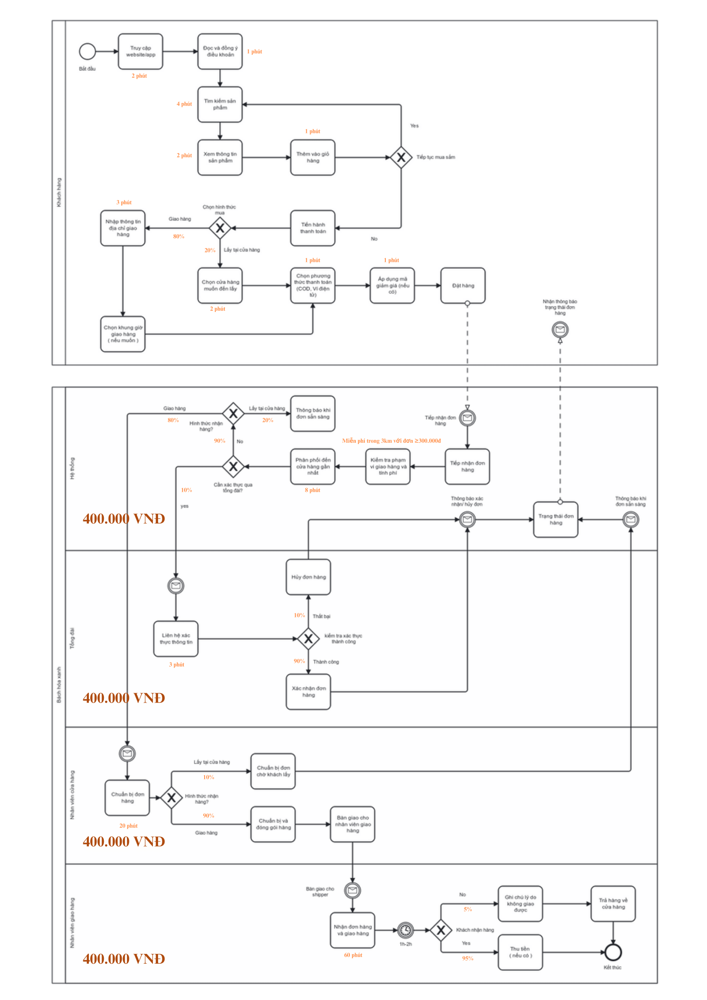 Khách hàng
Bắt đầu
Truy cập
website/app
2 phút
Đọc và đồng ý
điều khoản
1 phút
4 phút
Tìm kiếm sản
phẩm
Yes
2 phút
Xem thông tin
sản phẩm
1 phút
Thêm vào giỏ
hàng
Tiếp tục mua sắm
3 phút
Nhập thông tin
địa chỉ giao
hàng
Giao hàng
80%
Chọn hình thức
mua
Tiến hành
thanh toán
No
20%
Lấy tại cửa hàng
Chọn cửa hàng
muốn đến lấy
2 phút
1 phút
Chọn phương
thức thanh toán
(COD, Ví điện
tử)
1 phút
Áp dụng mã
giảm giá (nếu
có)
Đặt hàng
Chọn khung giờ
giao hàng
( nếu muốn )
Nhận thông báo
trạng thái đơn
hàng
Bách hóa xanh
Hệ thống
Giao hàng
80%
Hình thức nhận
hàng?
Lấy tại cửa hàng
20%
Thông báo khi
đơn sẵn sàng
Tiếp nhận đơn
hàng
90%
No
Miễn phí trong 3km với đơn ≥300.000đ
Phân phối đến
cửa hàng gần
nhất
8 phút
Kiểm tra phạm
vi giao hàng và
tính phí
Tiếp nhận đơn
hàng
Cần xác thực qua
tổng đài?
10%
yes
400.000 VNĐ
Thông báo xác
nhận/ hủy đơn
Trạng thái đơn
hàng
Thông báo khi
đơn sẵn sàng
Tổng đài
Hủy đơn hàng
10%
Thất bại
Liên hệ xác
thực thông tin
3 phút
kiểm tra xác thực
thành công
90%
Thành công
Xác nhận đơn
hàng
400.000 VNĐ
Nhân viên cửa hàng
Lấy tại cửa hàng
10%
Chuẩn bị đơn
chờ khách lấy
Chuẩn bị đơn
hàng
20 phút
Hình thức nhận
hàng?
90%
Giao hàng
Chuẩn bị và
đóng gói hàng
Bàn giao cho
nhân viên giao
hàng
400.000 VNĐ
Nhân viên giao hàng
Bàn giao cho
shipper
Nhận đơn hàng
và giao hàng
60 phút
1h-2h
No
5%
Khách nhận hàng
Yes
95%
Ghi chú lý do
không giao
được
Trả hàng về
cửa hàng
Thu tiền
( nếu có )
Kết thúc
400.000 VNĐ